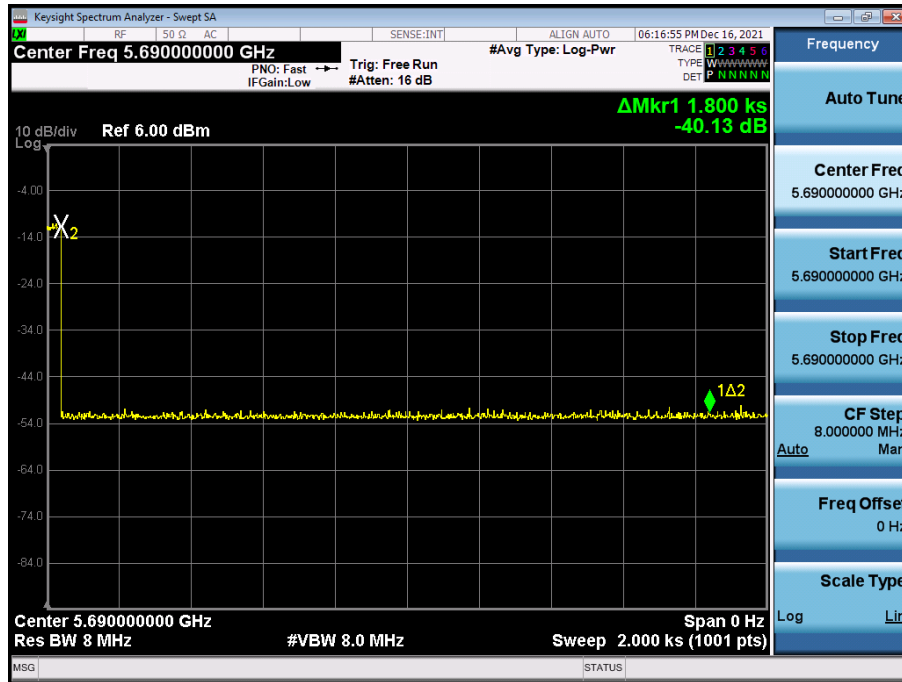 Keysight Spectrum Analyzer - Swept SA
LXI RF 50 Ω AC SENSE:INT ALIGN AUTO 06:16:55 PM Dec 16, 2021
Center Freq 5.690000000 GHz
PNO: Fast
IFGain:Low
Trig: Free Run
#Atten: 16 dB
#Avg Type: Log-Pwr
TRACE 1 2 3 4 5 6
TYPE WWWWWW
DET P N N N N N
ΔMkr1 1.800 ks
-40.13 dB
10 dB/div Ref 6.00 dBm
Log
-4.00
-14.0
-24.0
-34.0
-44.0
-54.0
-64.0
-74.0
-84.0
X2
1Δ2
Center 5.690000000 GHz Span 0 Hz
Res BW 8 MHz #VBW 8.0 MHz Sweep 2.000 ks (1001 pts)
MSG STATUS
Frequency
Auto Tune
Center Freq
5.690000000 GHz
Start Freq
5.690000000 GHz
Stop Freq
5.690000000 GHz
CF Step
8.000000 MHz
Auto Man
Freq Offset
0 Hz
Scale Type
Log Lin